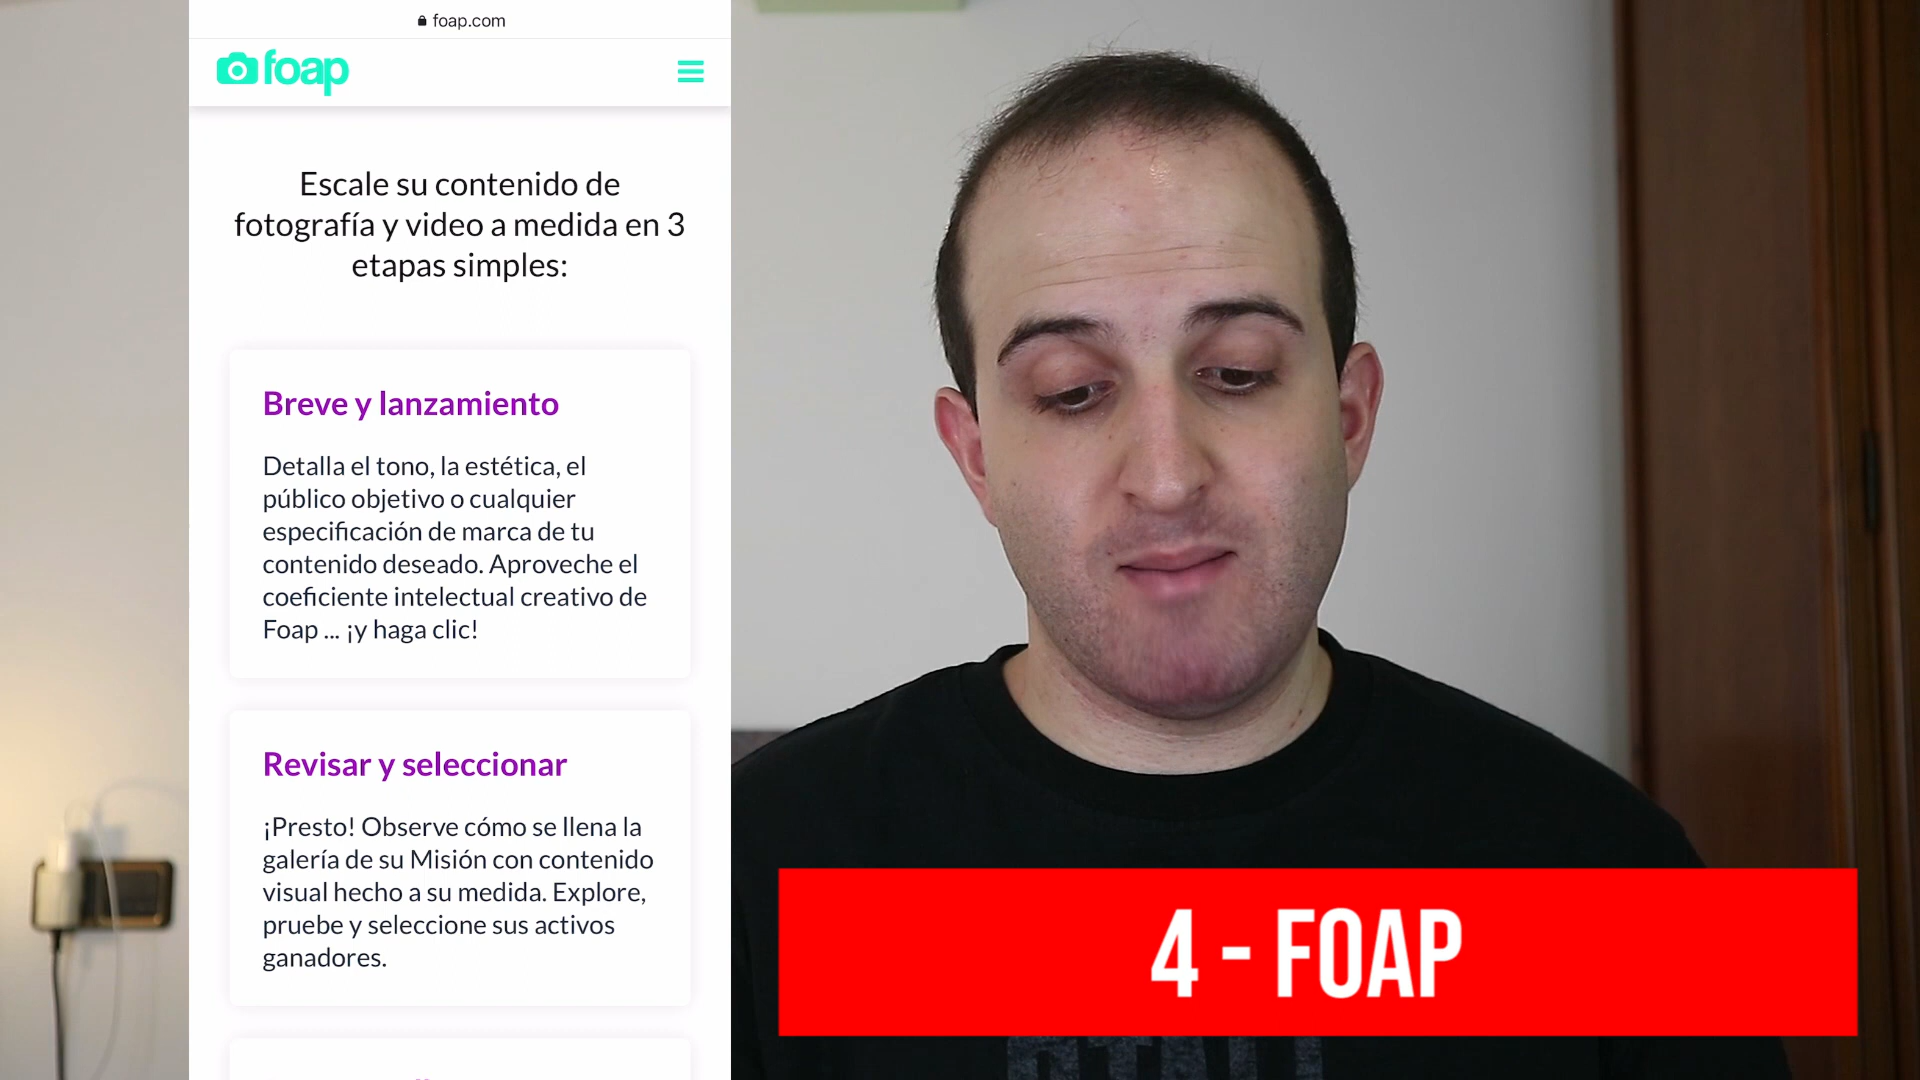 foap.com
foap
Escale su contenido de
fotografía y video a medida en 3
etapas simples:
Breve y lanzamiento
Detalla el tono, la estética, el
público objetivo o cualquier
especificación de marca de tu
contenido deseado. Aproveche el
coeficiente intelectual creativo de
Foap ... ¡y haga clic!
Revisar y seleccionar
¡Presto! Observe cómo se llena la
galería de su Misión con contenido
visual hecho a su medida. Explore,
pruebe y seleccione sus activos
ganadores.
4 - FOAP